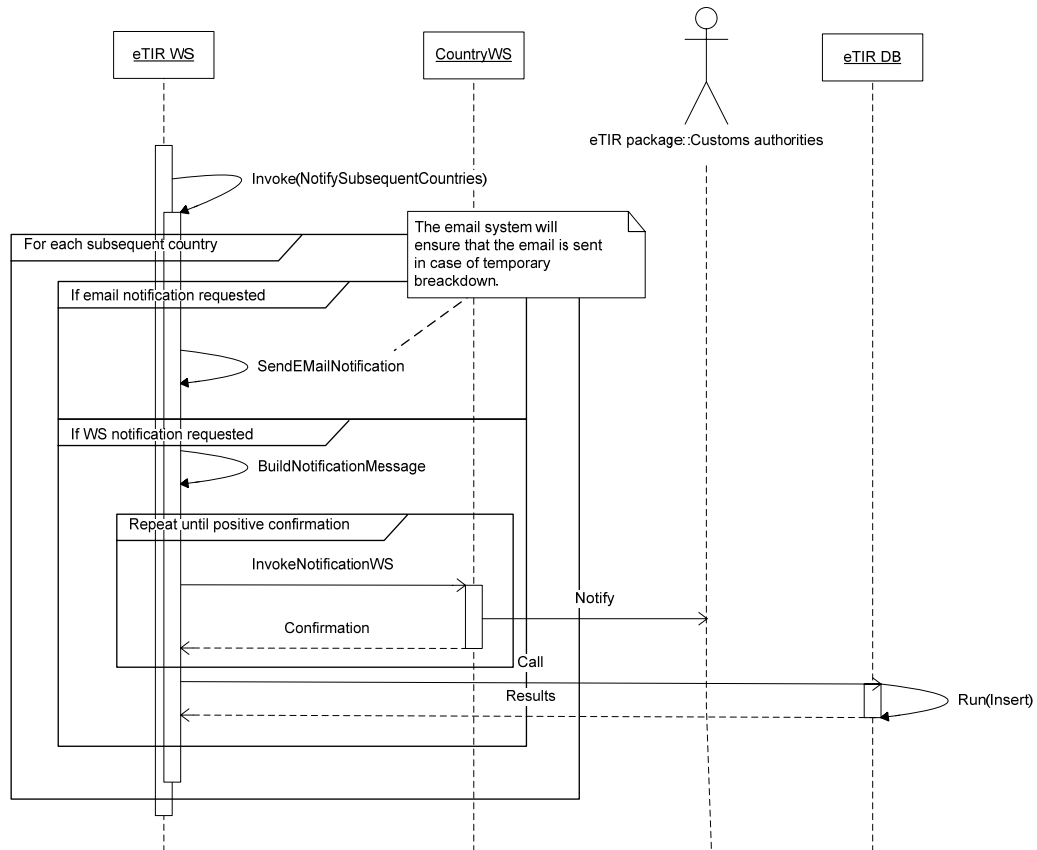 eTIR WS
CountryWS
eTIR DB
eTIR package::Customs authorities
Invoke(NotifySubsequentCountries)
The email system will
ensure that the email is sent
in case of temporary
breackdown.
For each subsequent country
If email notification requested
SendEMailNotification
If WS notification requested
BuildNotificationMessage
Repeat until positive confirmation
InvokeNotificationWS
Notify
Confirmation
Call
Results
Run(Insert)